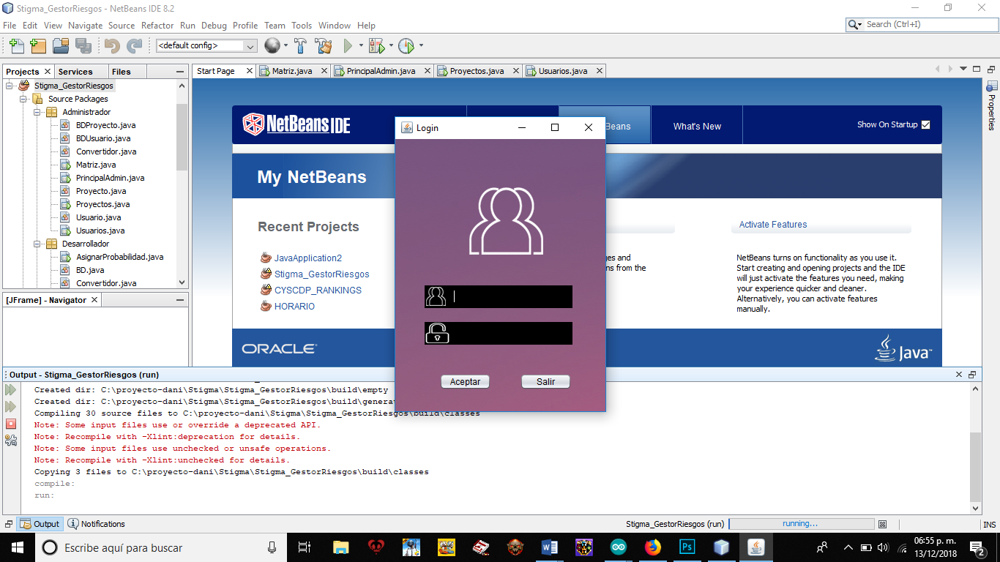 Stigma_GestorRiesgos - NetBeans IDE 8.2
File Edit View Navigate Source Refactor Run Debug Profile Team Tools Window Help
Search (Ctrl+I)
<default config>
Projects Services Files
Start Page Matriz.java PrincipalAdmin.java Proyectos.java Usuarios.java
Stigma_GestorRiesgos
Source Packages
Administrador
BDProyecto.java
BDUsuario.java
Convertidor.java
Matriz.java
PrincipalAdmin.java
Proyecto.java
Proyectos.java
Usuario.java
Usuarios.java
Desarrollador
AsignarProbabilidad.java
BD.java
Convertidor.java
[JFrame] - Navigator
Properties
NetBeans IDE
Beans
What's New
Show On Startup
My NetBeans
Recent Projects
JavaApplication2
Stigma_GestorRiesgos
CYSCDP_RANKINGS
HORARIO
ges and
ns from the
Activate Features
NetBeans turns on functionality as you use it.
Start creating and opening projects and the IDE
will just activate the features you need, making
your experience quicker and cleaner.
Alternatively, you can activate features
manually.
ORACLE
Java
Login
Aceptar Salir
Output - Stigma_GestorRiesgos (run)
Created dir: C:\proyecto-dani\Stigma\Stigma_GestorRiesgos\build\empty
Created dir: C:\proyecto-dani\Stigma\Stigma_GestorRiesgos\build\genera
Compiling 30 source files to C:\proyecto-dani\Stigma\Stigma_GestorRiesgos\build\classes
Note: Some input files use or override a deprecated API.
Note: Recompile with -Xlint:deprecation for details.
Note: Some input files use unchecked or unsafe operations.
Note: Recompile with -Xlint:unchecked for details.
Copying 3 files to C:\proyecto-dani\Stigma\Stigma_GestorRiesgos\build\classes
compile:
run:
Output Notifications
Stigma_GestorRiesgos (run) running... INS
Escribe aquí para buscar
06:55 p. m.
13/12/2018
2